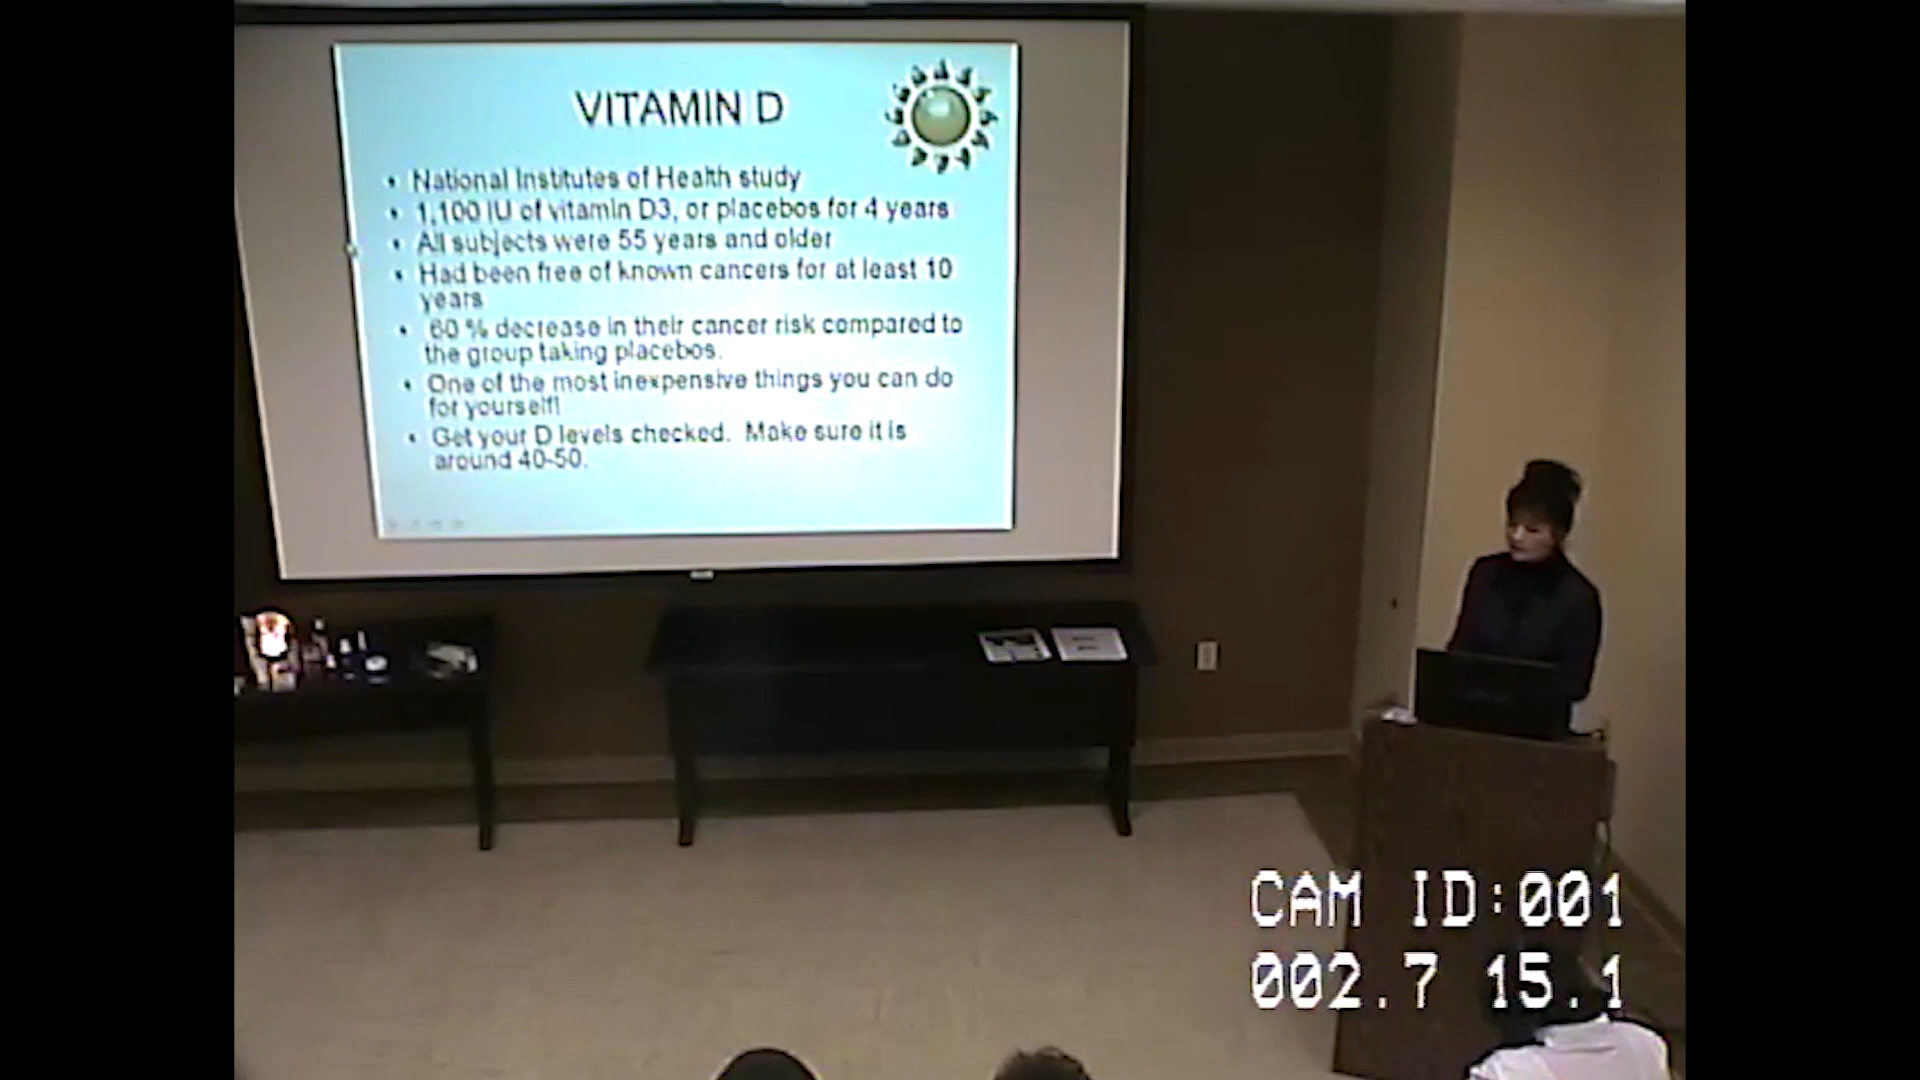 VITAMIN D
• National Institutes of Health study
• 1,100 IU of vitamin D3, or placebos for 4 years
• All subjects were 55 years and older
• Had been free of known cancers for at least 10
years
• 60 % decrease in their cancer risk compared to
the group taking placebos.
• One of the most inexpensive things you can do
for yourself!
• Get your D levels checked. Make sure it is
around 40-50.
CAM ID:001
002.7 15.1